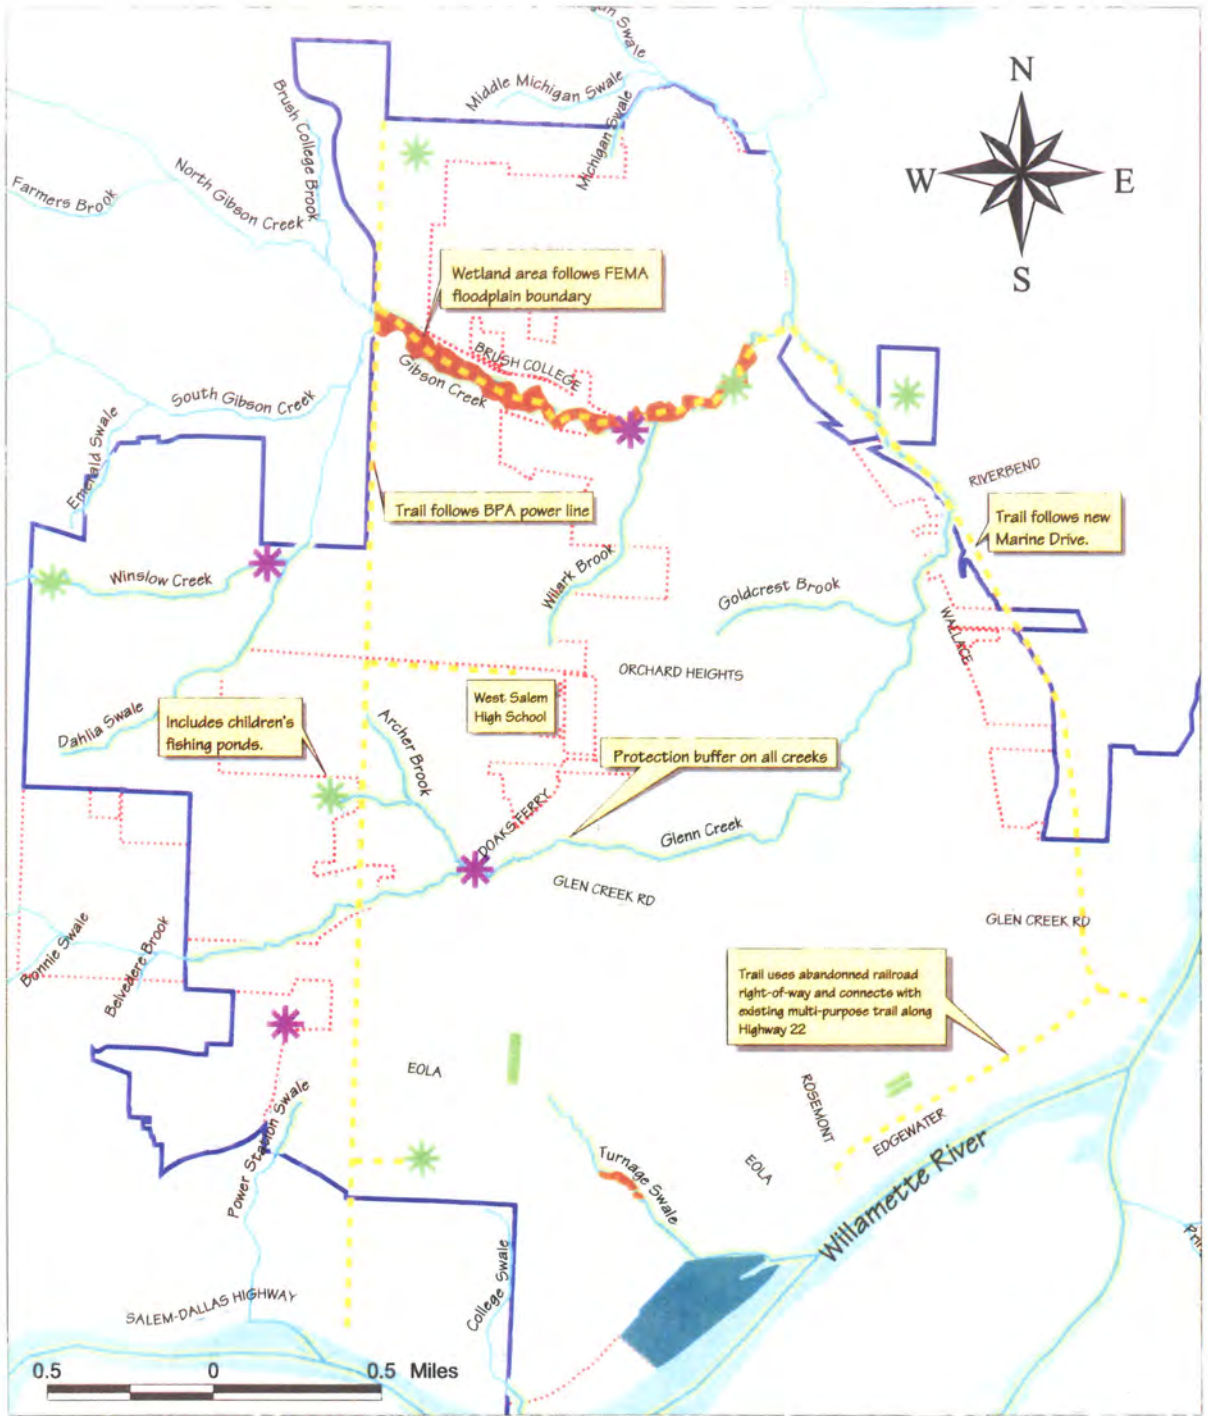 gan Swale
Middle Michigan Swale
Michigan Swale
Brush College Brook
North Gibson Creek
Farmers Brook
N
W
E
S
Wetland area follows FEMA
floodplain boundary
BRUSH COLLEGE
Gibson Creek
South Gibson Creek
Emerald Swale
RIVERBEND
Trail follows BPA power line
Trail follows new
Marine Drive.
Winslow Creek
Wilark Brook
Goldcrest Brook
WALLACE
ORCHARD HEIGHTS
West Salem
High School
Dahlia Swale
Includes children's
fishing ponds.
Archer Brook
Protection buffer on all creeks
DOAKS FERRY
Glenn Creek
GLEN CREEK RD
GLEN CREEK RD
Bonnie Swale
Belvedere Brook
Trail uses abandonned railroad
right-of-way and connects with
existing multi-purpose trail along
Highway 22
EOLA
ROSEMONT
EDGEWATER
EOLA
Power Station Swale
Turnage Swale
Willamette River
College Swale
SALEM-DALLAS HIGHWAY
0.5 0 0.5 Miles